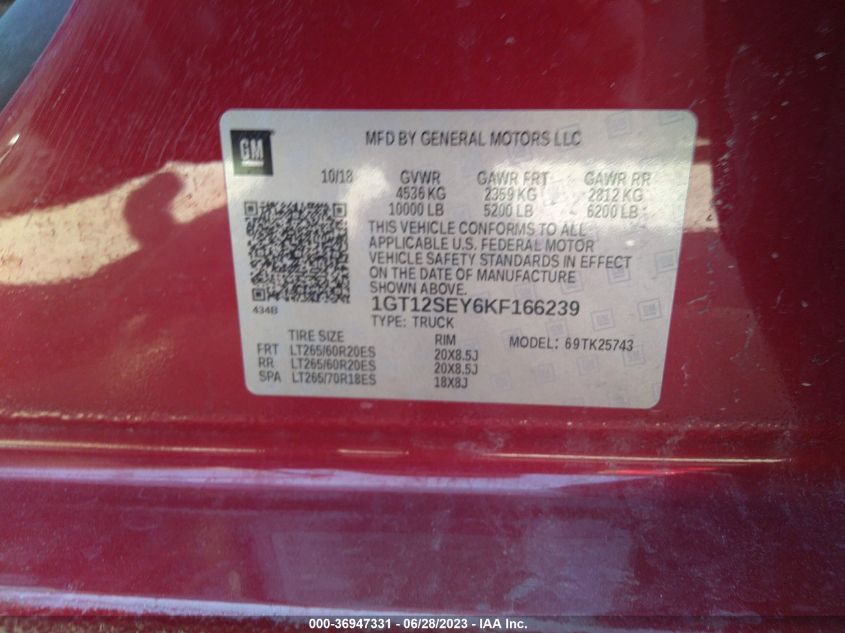 GM
MFD BY GENERAL MOTORS LLC
10/18 GVWR GAWR FRT GAWR RR
4536 KG 2359 KG 2812 KG
10000 LB 5200 LB 6200 LB
THIS VEHICLE CONFORMS TO ALL
APPLICABLE U.S. FEDERAL MOTOR
VEHICLE SAFETY STANDARDS IN EFFECT
ON THE DATE OF MANUFACTURE
SHOWN ABOVE.
434B
1GT12SEY6KF166239
TYPE: TRUCK
TIRE SIZE RIM MODEL: 69TK25743
FRT LT265/60R20ES 20X8.5J
RR LT265/60R20ES 20X8.5J
SPA LT265/70R18ES 18X8J
000-36947331 - 06/28/2023 - IAA Inc.